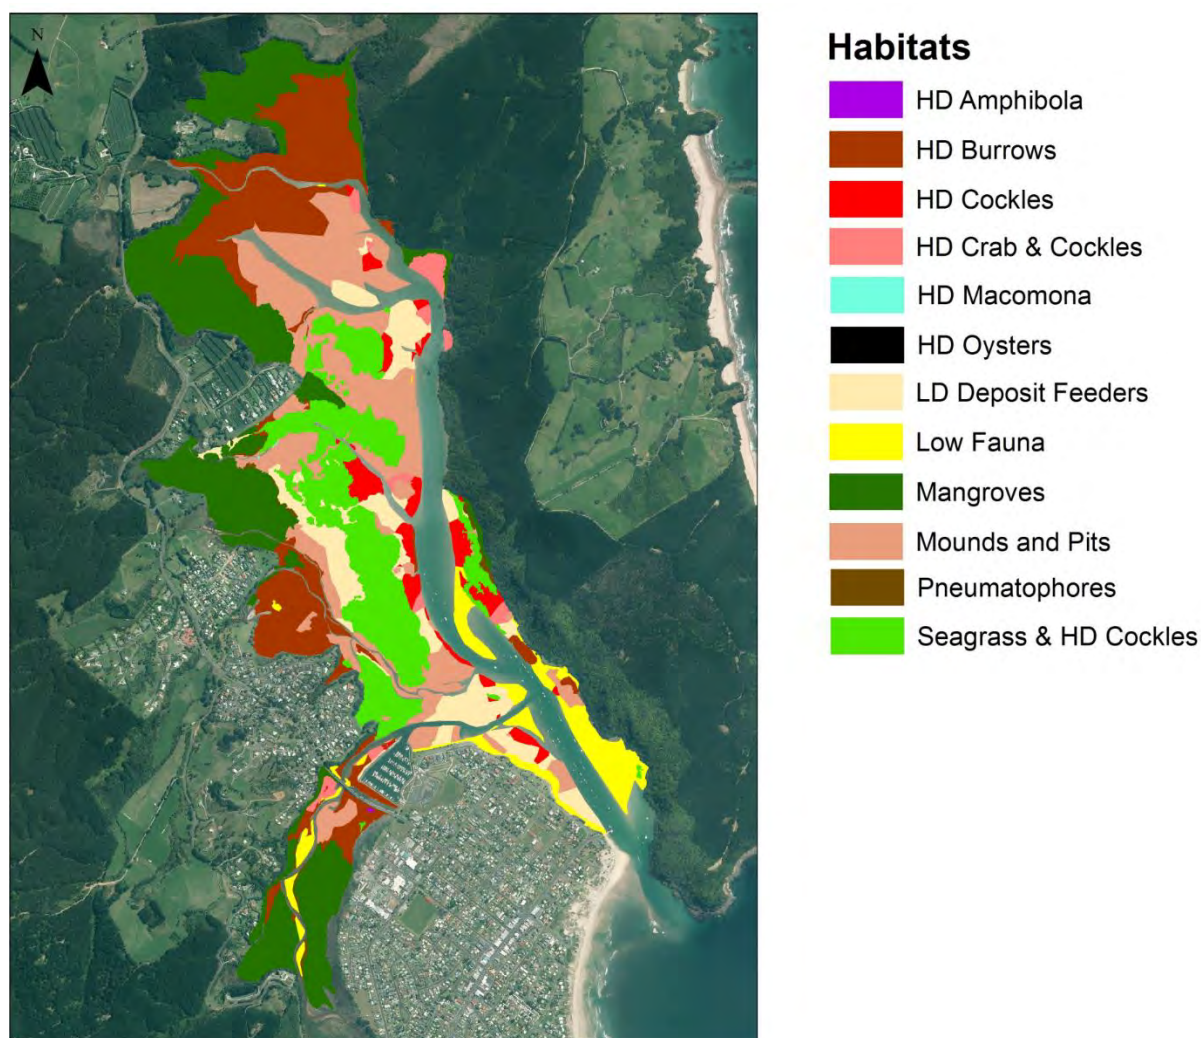 N
Habitats
HD Amphibola
HD Burrows
HD Cockles
HD Crab & Cockles
HD Macomona
HD Oysters
LD Deposit Feeders
Low Fauna
Mangroves
Mounds and Pits
Pneumatophores
Seagrass & HD Cockles